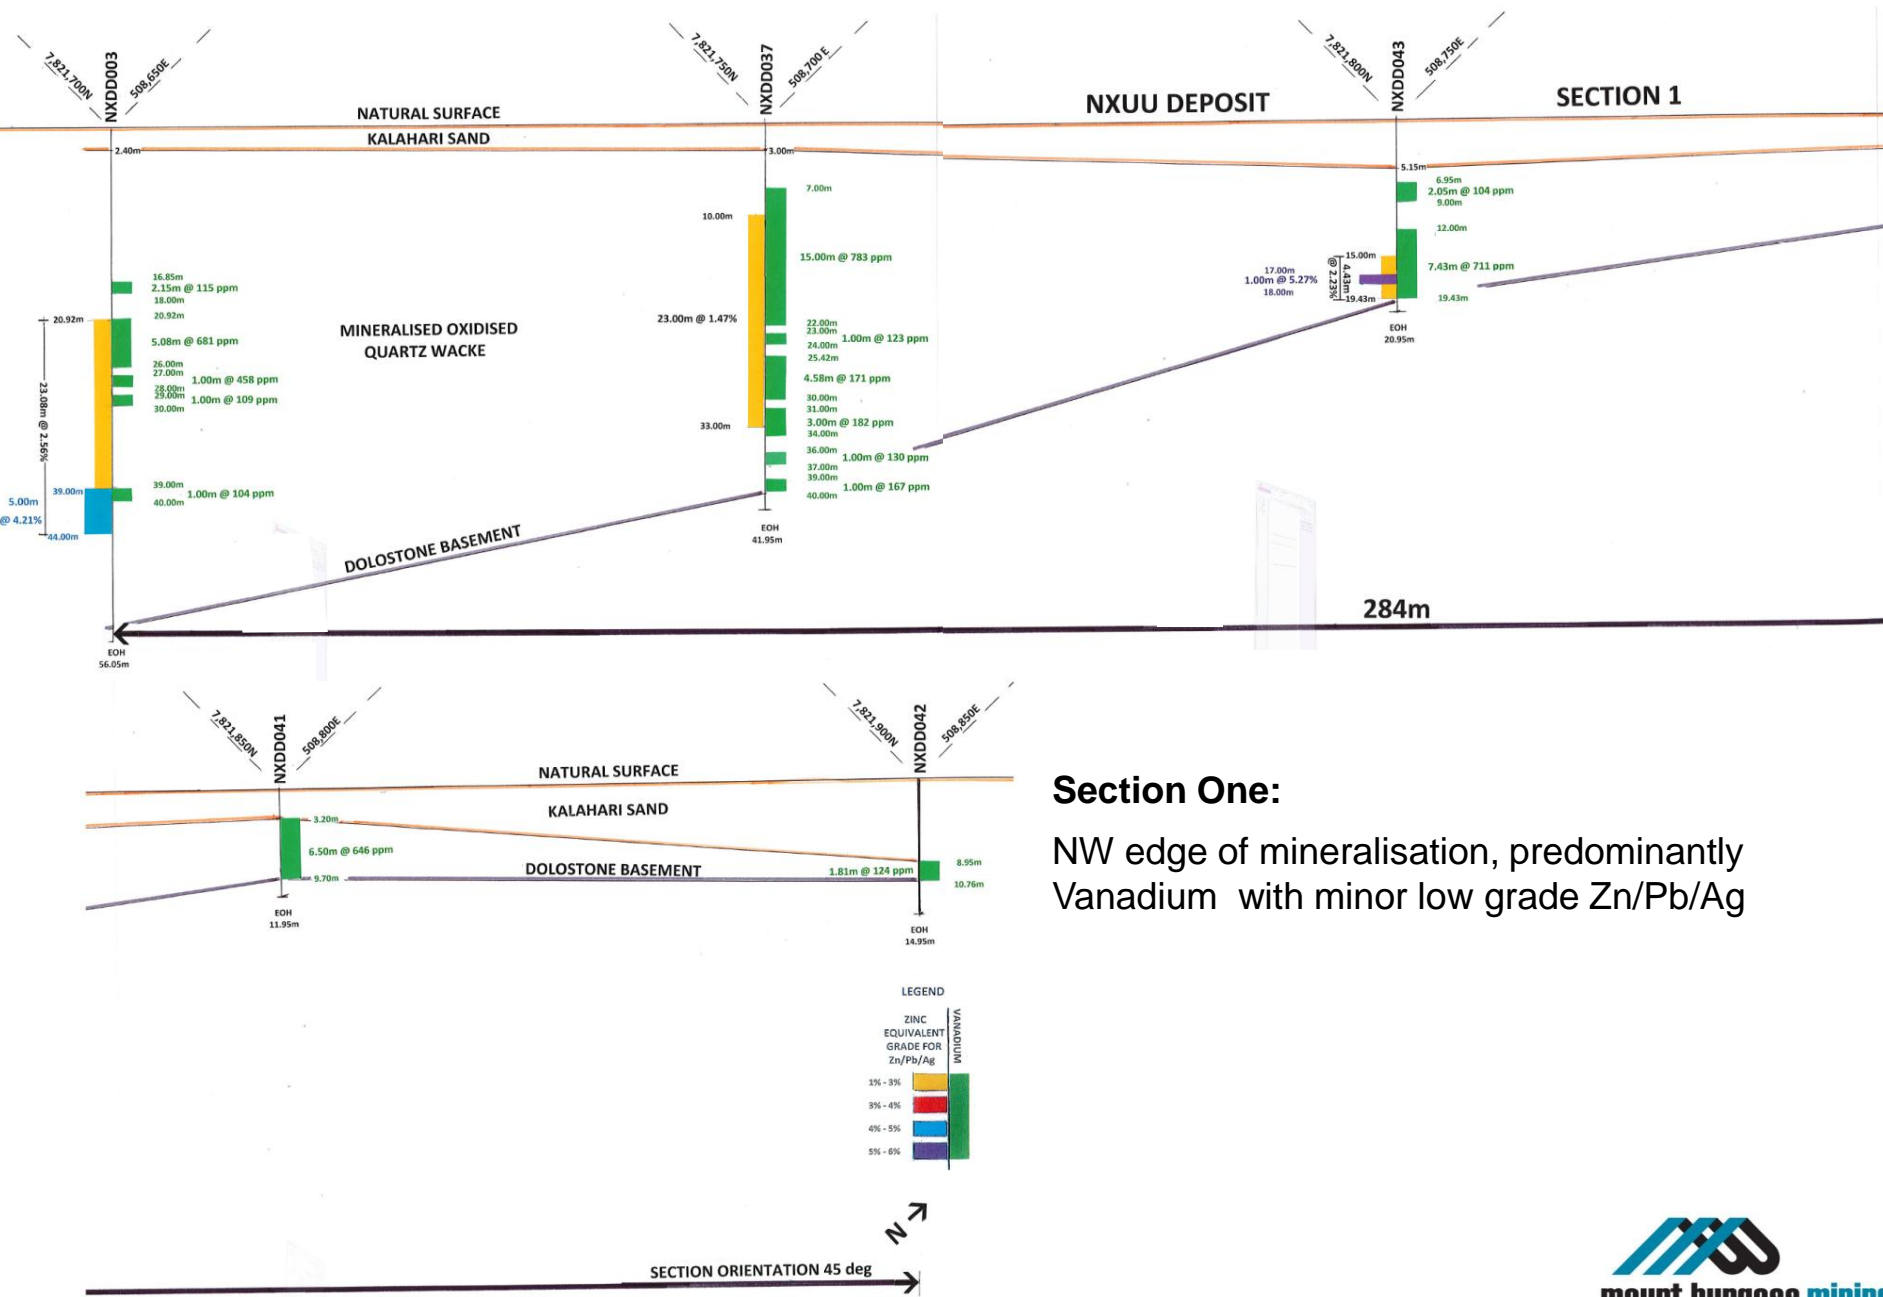 7,821,700N
NXDD003
508,650E
7,821,750N
NXDD037
508,700 E
7,821,800N
NXDD043
508,750E
NXUU DEPOSIT
SECTION 1
NATURAL SURFACE
KALAHARI SAND
2.40m
3.00m
5.15m
16.85m
2.15m @ 115 ppm
18.00m
20.92m
20.92m
5.08m @ 681 ppm
26.00m
27.00m
1.00m @ 458 ppm
28.00m
29.00m
1.00m @ 109 ppm
30.00m
23.08m @ 2.56%
39.00m
39.00m
1.00m @ 104 ppm
40.00m
5.00m
@ 4.21%
44.00m
EOH
56.05m
MINERALISED OXIDISED
QUARTZ WACKE
DOLOSTONE BASEMENT
7.00m
10.00m
15.00m @ 783 ppm
23.00m @ 1.47%
22.00m
23.00m
1.00m @ 123 ppm
24.00m
25.42m
4.58m @ 171 ppm
30.00m
31.00m
3.00m @ 182 ppm
33.00m
34.00m
36.00m
1.00m @ 130 ppm
37.00m
39.00m
1.00m @ 167 ppm
40.00m
EOH
41.95m
6.95m
2.05m @ 104 ppm
9.00m
12.00m
15.00m
7.43m @ 711 ppm
4.43m
@ 2.23%
17.00m
1.00m @ 5.27%
18.00m
19.43m
19.43m
EOH
20.95m
284m
7,821,850N
NXDD041
508,800E
7,821,900N
NXDD042
508,850E
NATURAL SURFACE
KALAHARI SAND
3.20m
6.50m @ 646 ppm
9.70m
DOLOSTONE BASEMENT
1.81m @ 124 ppm
8.95m
10.76m
EOH
11.95m
EOH
14.95m
Section One:
NW edge of mineralisation, predominantly
Vanadium with minor low grade Zn/Pb/Ag
LEGEND
ZINC
EQUIVALENT
GRADE FOR
Zn/Pb/Ag
VANADIUM
1% - 3%
3% - 4%
4% - 5%
5% - 6%
N
SECTION ORIENTATION 45 deg
mount burgess mining